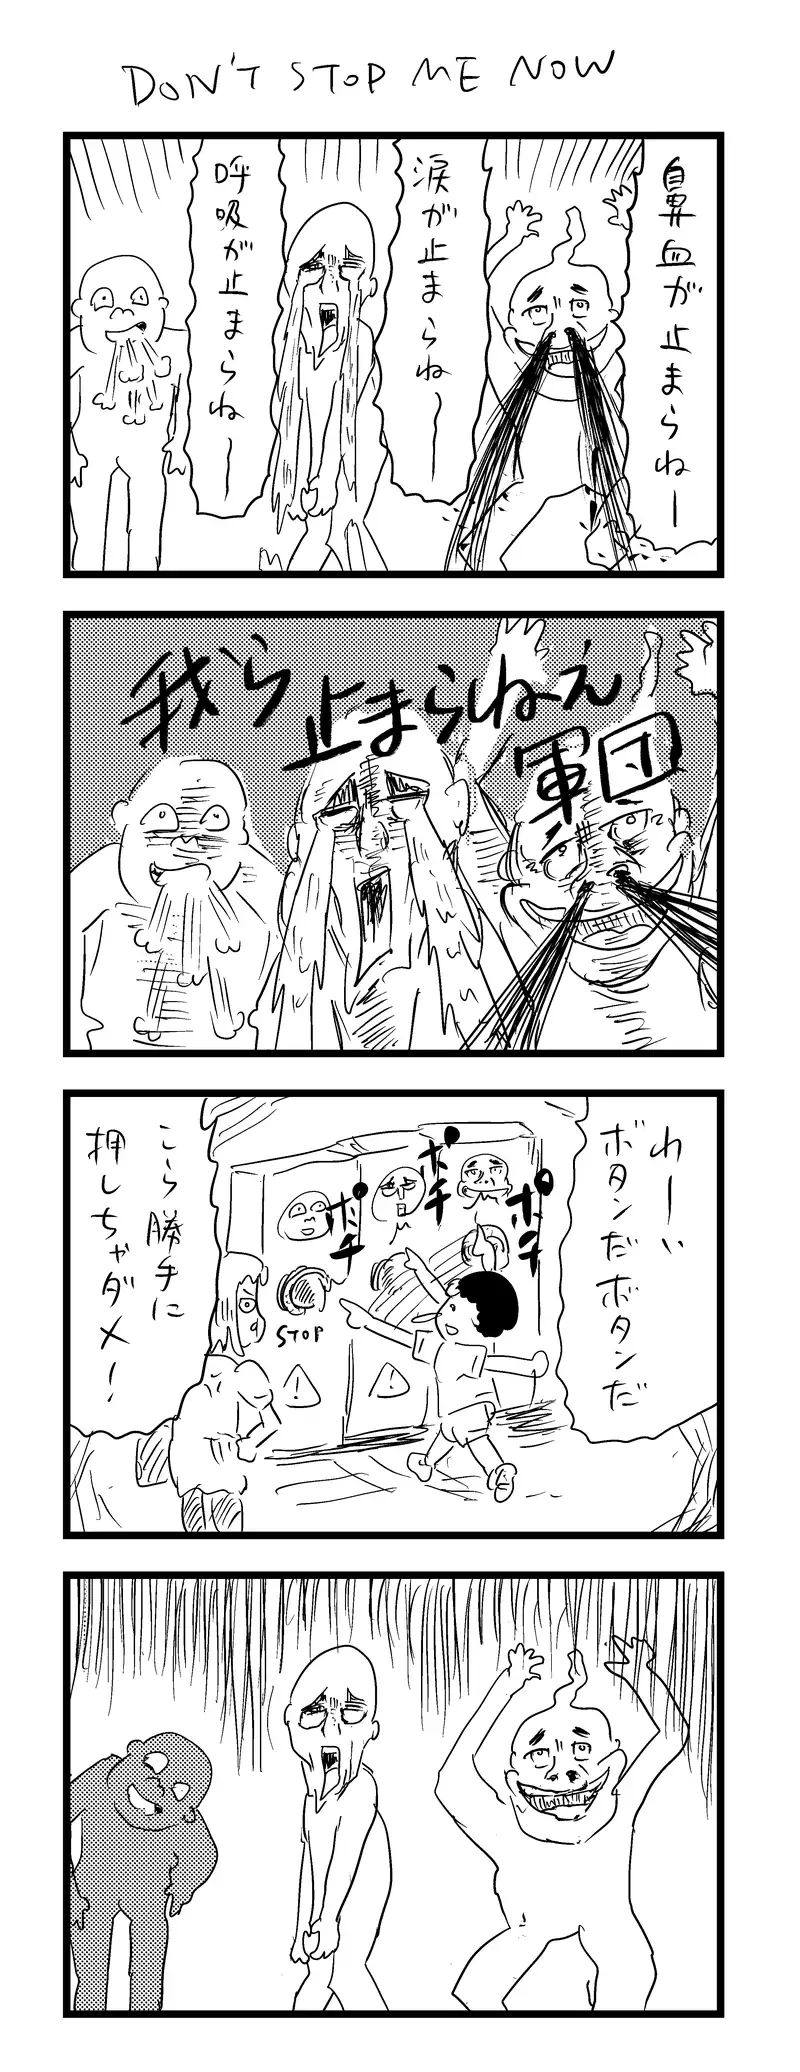 DON'T STOP ME NOW
鼻血が止まらねー
涙が止まらねー
呼吸が止まらねー
我ら止まらねえ
軍団
わーい
ボタンだボタンだ
ポチ
ポチ
ポチ
STOP
こら勝手に
押しちゃダメ!
!
!